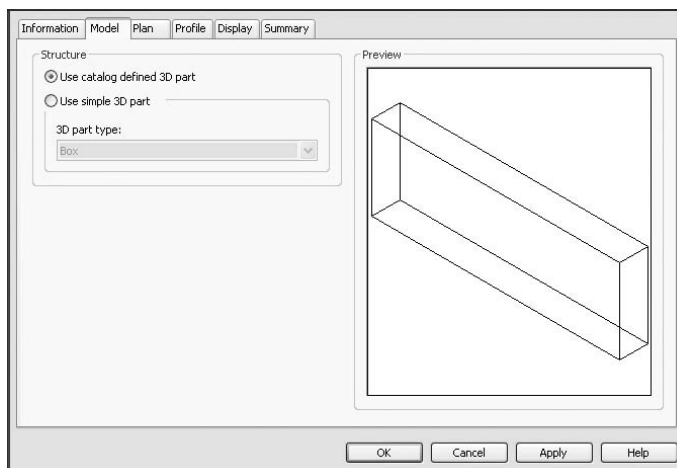 Information Model Plan Profile Display Summary
Structure
Use catalog defined 3D part
Use simple 3D part
3D part type:
Box
Preview
OK Cancel Apply Help